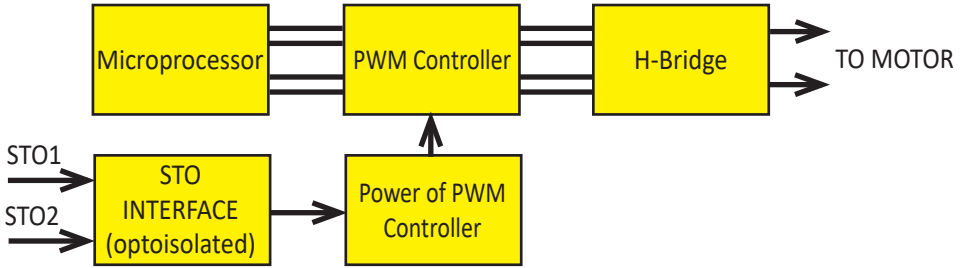 Microprocessor
PWM Controller
H-Bridge
TO MOTOR
STO1
STO2
STO
INTERFACE
(optoisolated)
Power of PWM
Controller